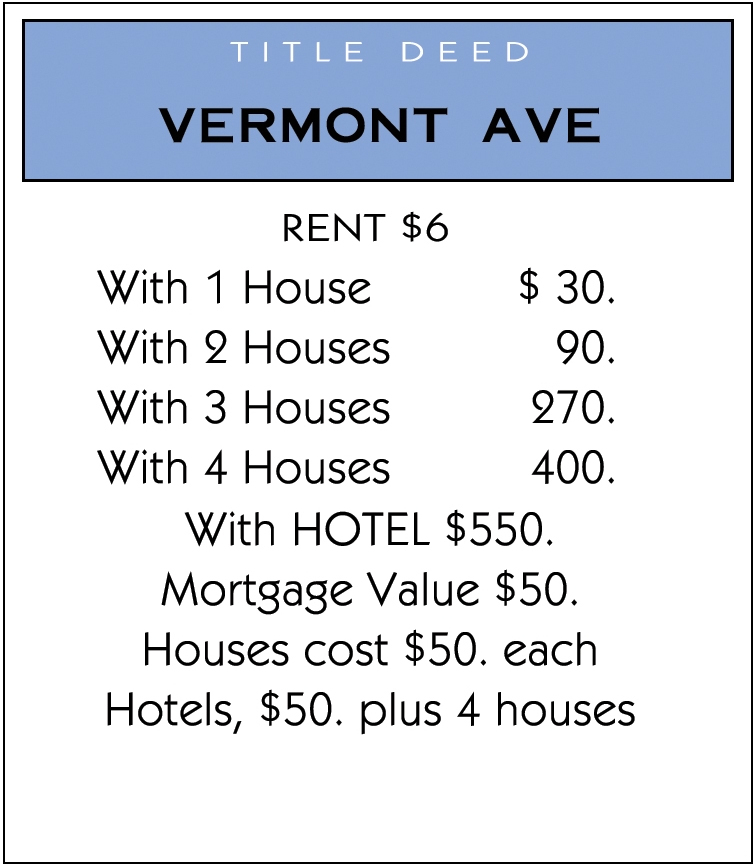 TITLE DEED
VERMONT AVE
RENT $6
With 1 House $ 30.
With 2 Houses 90.
With 3 Houses 270.
With 4 Houses 400.
With HOTEL $550.
Mortgage Value $50.
Houses cost $50. each
Hotels, $50. plus 4 houses